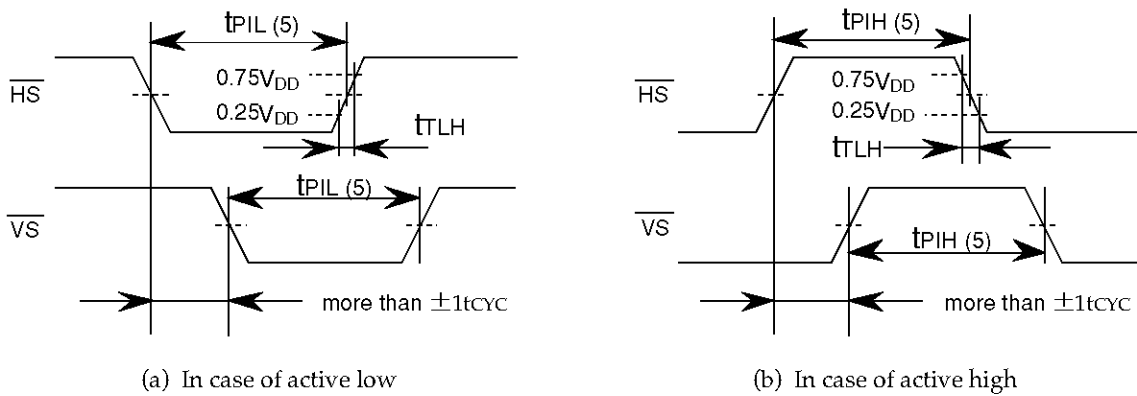 tPIL (5)
0.75VDD
HS
0.25VDD
tTLH
tPIL (5)
VS
more than ±1tCYC
(a) In case of active low
tPIH (5)
0.75VDD
HS
0.25VDD
tTLH
VS
tPIH (5)
more than ±1tCYC
(b) In case of active high